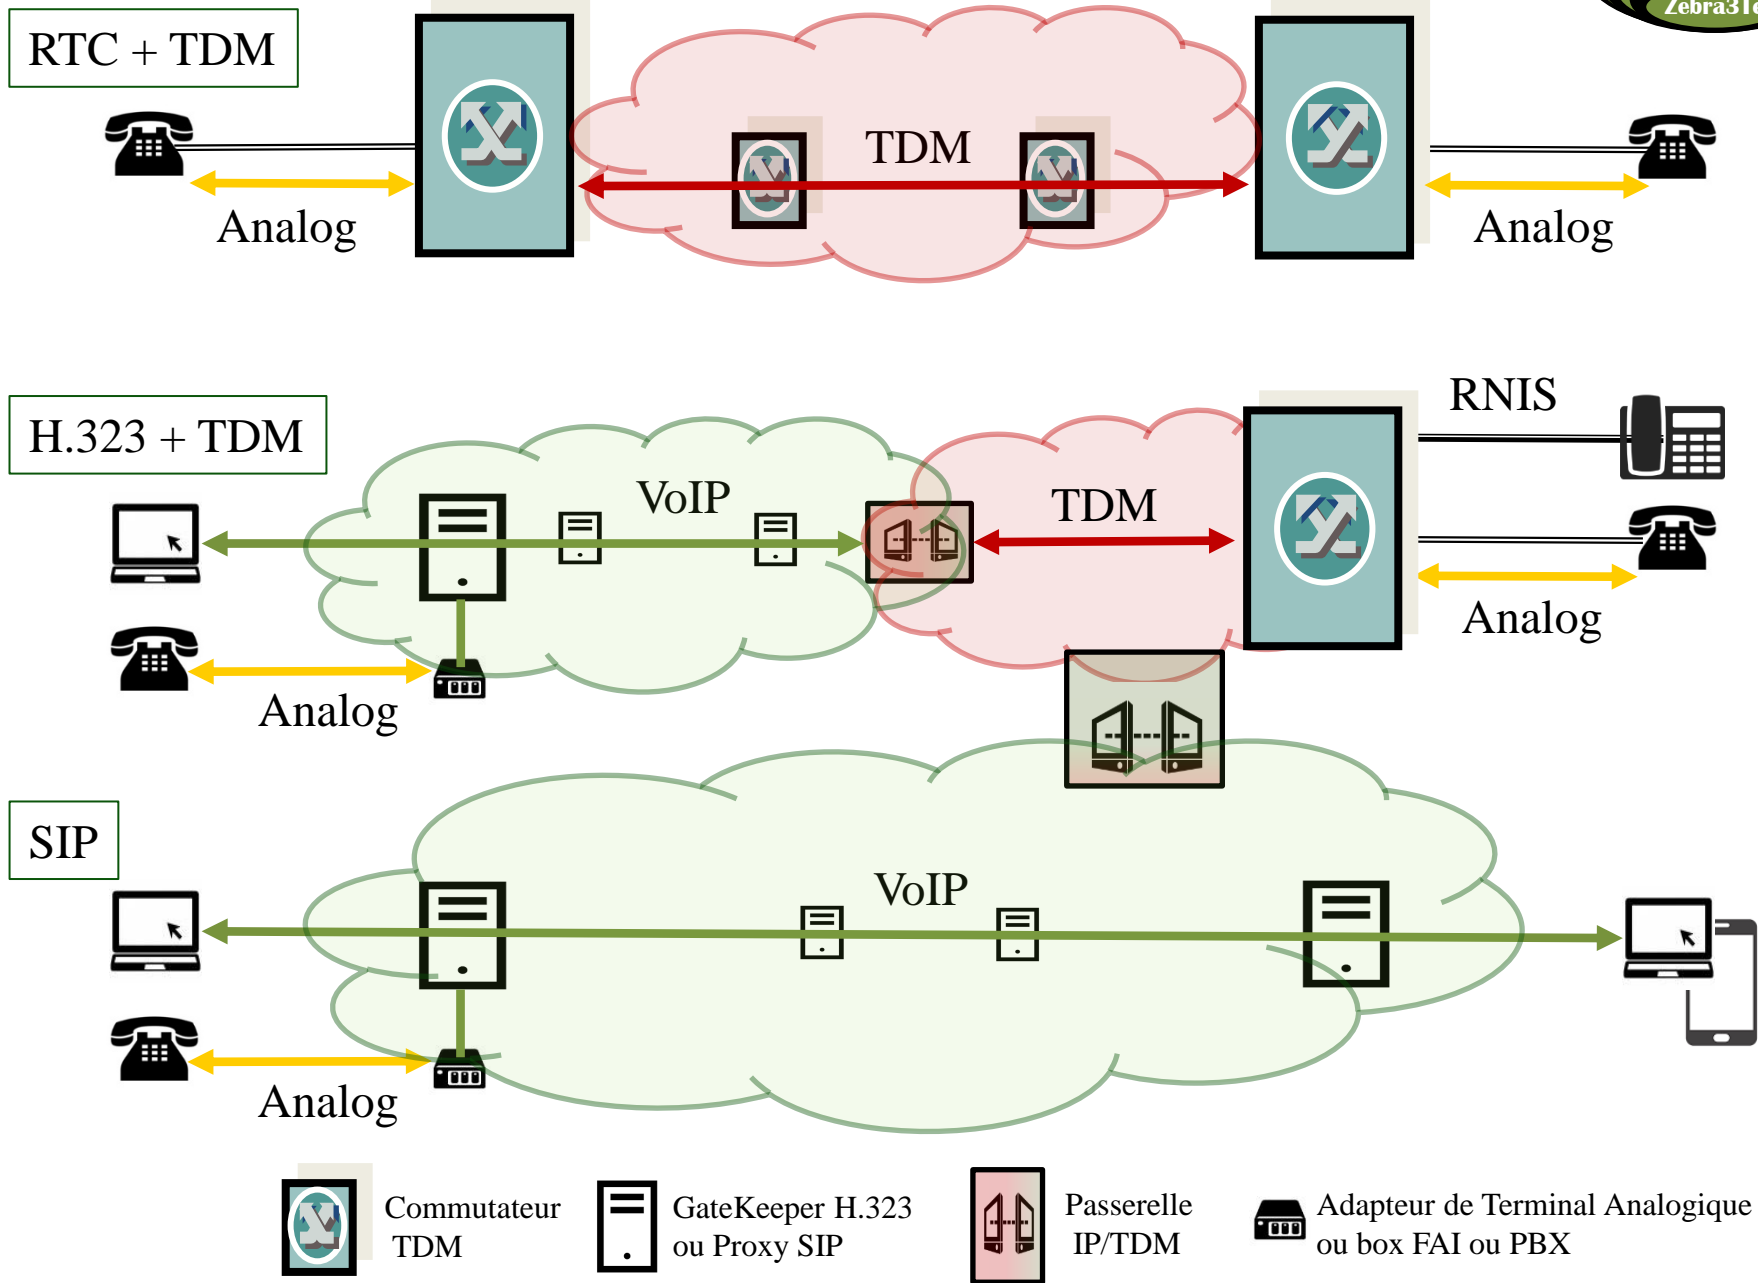 RTC + TDM
TDM
Analog
Analog
RNIS
H.323 + TDM
VoIP
TDM
Analog
Analog
SIP
VoIP
Analog
Commutateur
TDM
GateKeeper H.323
ou Proxy SIP
Passerelle
IP/TDM
Adapteur de Terminal Analogique
ou box FAI ou PBX